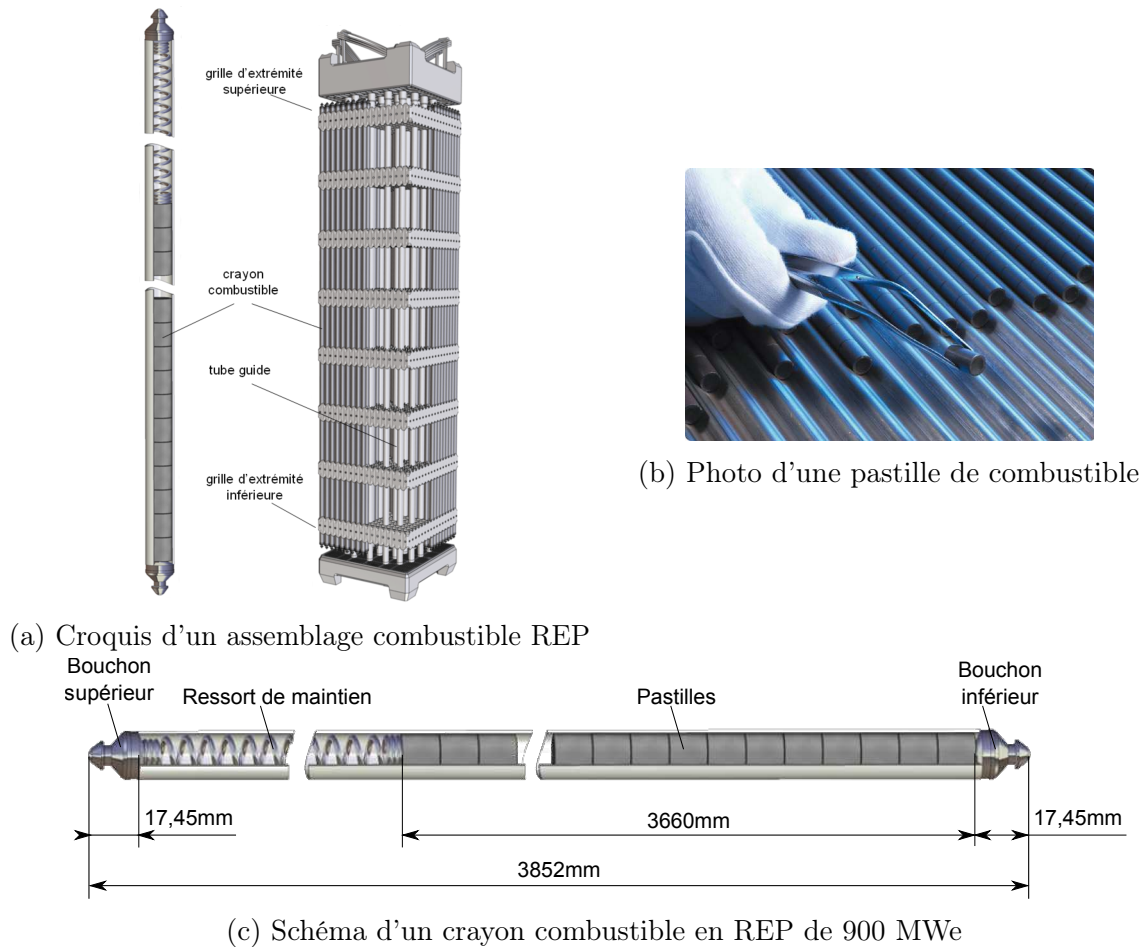 grille d'extrémité
supérieure
crayon
combustible
tube guide
grille d'extrémité
inférieure
(b) Photo d'une pastille de combustible
(a) Croquis d'un assemblage combustible REP
Bouchon
supérieur
Ressort de maintien
Pastilles
Bouchon
inférieur
17,45mm
3660mm
17,45mm
3852mm
(c) Schéma d'un crayon combustible en REP de 900 MWe